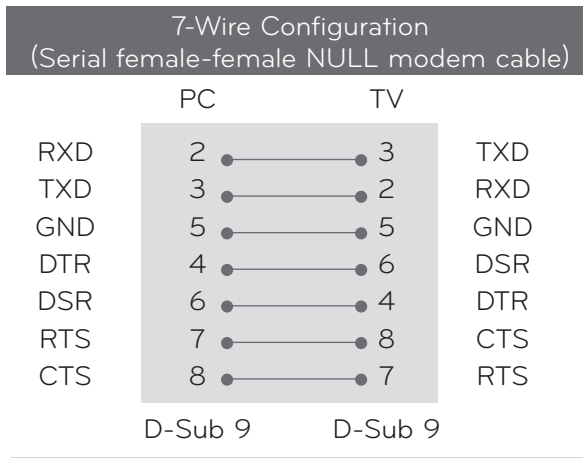 7-Wire Configuration
(Serial female-female NULL modem cable)
PC TV
RXD 2 3 TXD
TXD 3 2 RXD
GND 5 5 GND
DTR 4 6 DSR
DSR 6 4 DTR
RTS 7 8 CTS
CTS 8 7 RTS
D-Sub 9 D-Sub 9